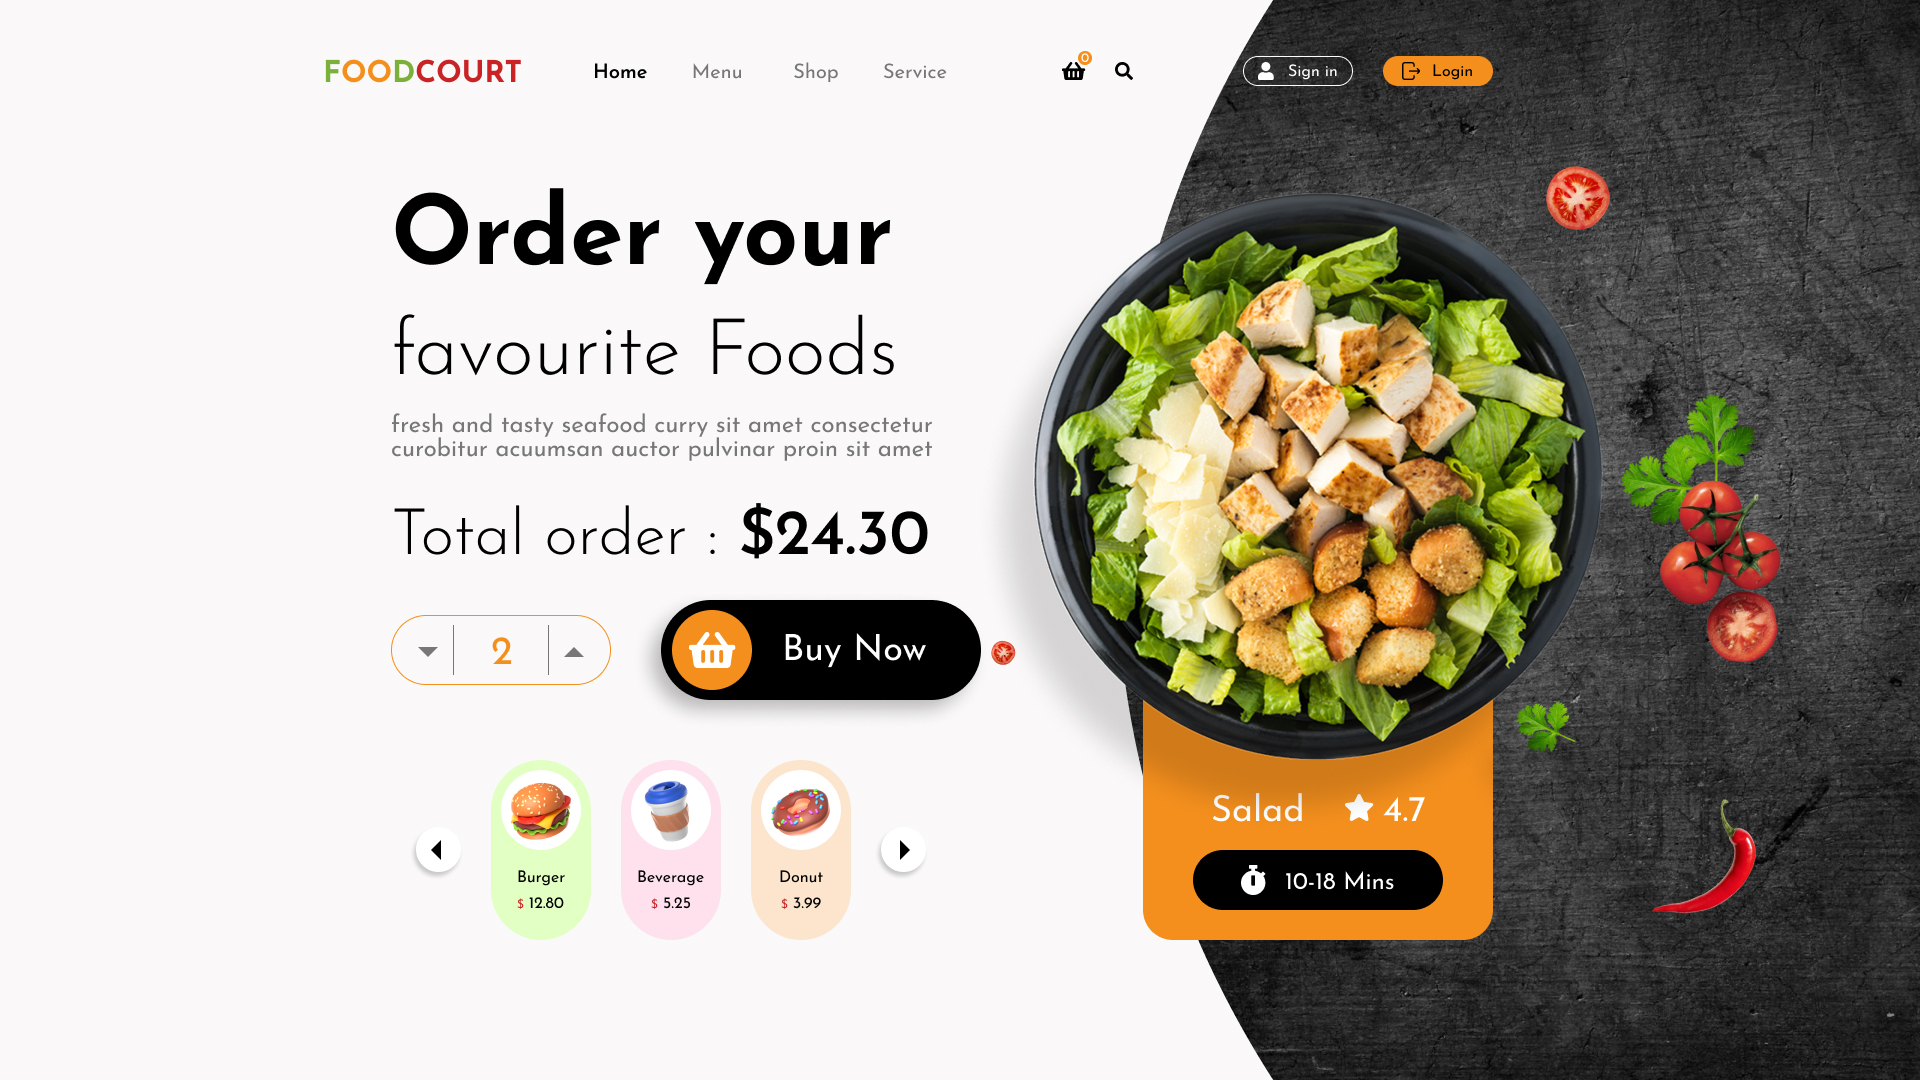 FOODCOURT
Home
Menu
Shop
Service
0
Sign in
Login
Order your
favourite Foods
fresh and tasty seafood curry sit amet consectetur
curobitur acuumsan auctor pulvinar proin sit amet
Total order : $24.30
2
Buy Now
Burger
$ 12.80
Beverage
$ 5.25
Donut
$ 3.99
Salad
4.7
10-18 Mins